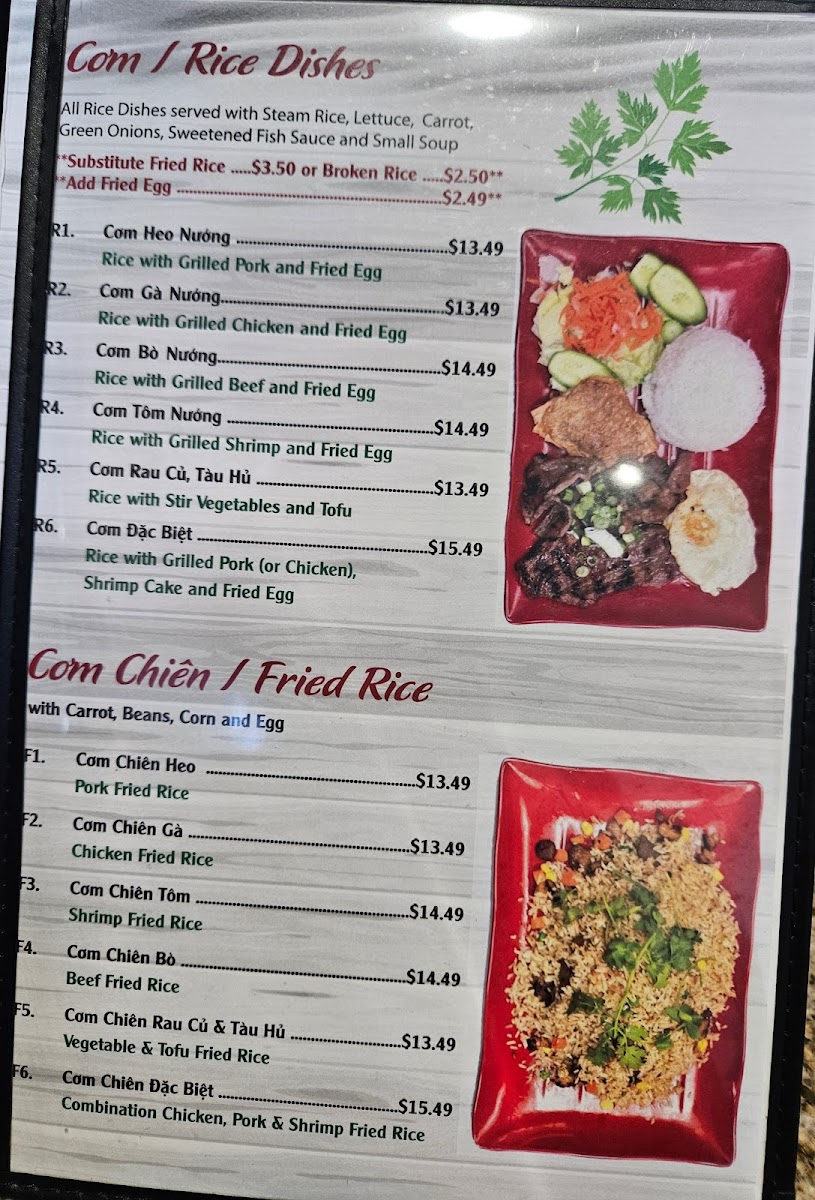 Cơm / Rice Dishes
All Rice Dishes served with Steam Rice, Lettuce, Carrot,
Green Onions, Sweetened Fish Sauce and Small Soup
**Substitute Fried Rice .....$3.50 or Broken Rice .....$2.50**
**Add Fried Egg ..........$2.49**
R1. Cơm Heo Nướng ..........$13.49
Rice with Grilled Pork and Fried Egg
R2. Cơm Gà Nướng..........$13.49
Rice with Grilled Chicken and Fried Egg
R3. Cơm Bò Nướng..........$14.49
Rice with Grilled Beef and Fried Egg
R4. Cơm Tôm Nướng ..........$14.49
Rice with Grilled Shrimp and Fried Egg
R5. Cơm Rau Củ, Tàu Hủ ..........$13.49
Rice with Stir Vegetables and Tofu
R6. Cơm Đặc Biệt ..........$15.49
Rice with Grilled Pork (or Chicken),
Shrimp Cake and Fried Egg
Cơm Chiên / Fried Rice
with Carrot, Beans, Corn and Egg
F1. Cơm Chiên Heo ..........$13.49
Pork Fried Rice
F2. Cơm Chiên Gà ..........$13.49
Chicken Fried Rice
F3. Cơm Chiên Tôm ..........$14.49
Shrimp Fried Rice
F4. Cơm Chiên Bò ..........$14.49
Beef Fried Rice
F5. Cơm Chiên Rau Củ & Tàu Hủ ..........$13.49
Vegetable & Tofu Fried Rice
F6. Cơm Chiên Đặc Biệt ..........$15.49
Combination Chicken, Pork & Shrimp Fried Rice